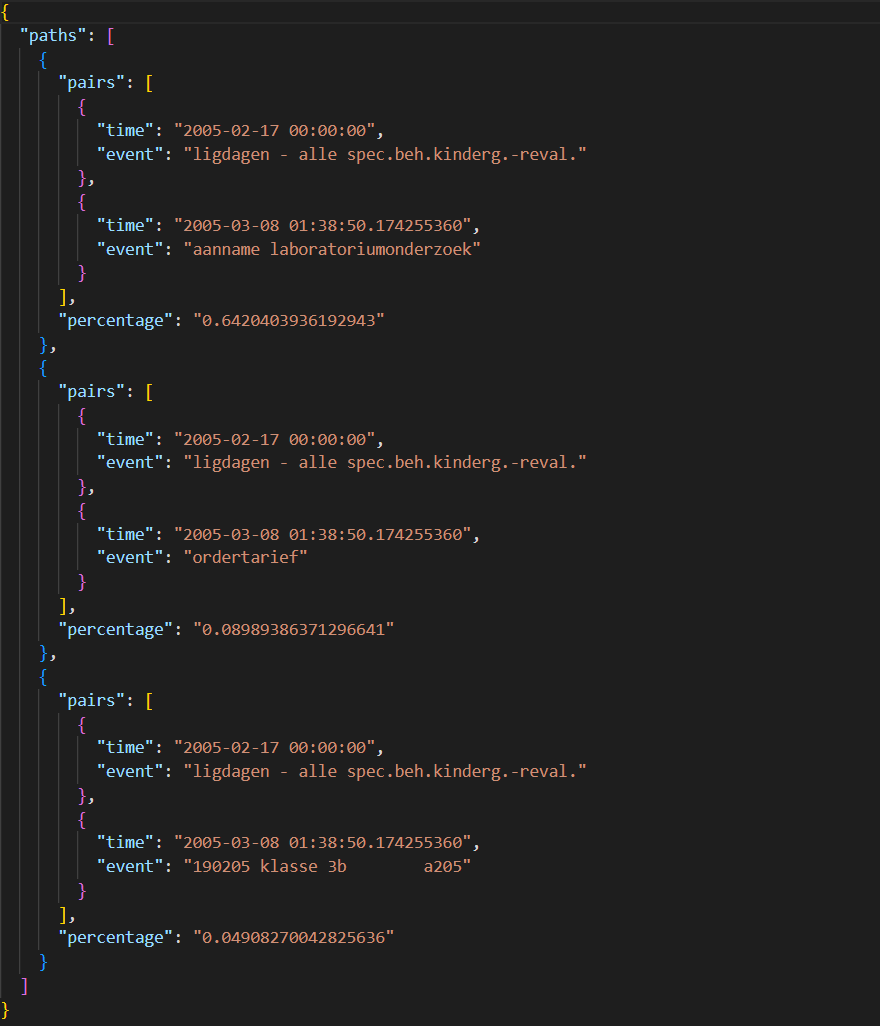 {
  "paths": [
    {
      "pairs": [
        {
          "time": "2005-02-17 00:00:00",
          "event": "ligdagen - alle spec.beh.kinderg.-reval."
        },
        {
          "time": "2005-03-08 01:38:50.174255360",
          "event": "aanname laboratoriumonderzoek"
        }
      ],
      "percentage": "0.6420403936192943"
    },
    {
      "pairs": [
        {
          "time": "2005-02-17 00:00:00",
          "event": "ligdagen - alle spec.beh.kinderg.-reval."
        },
        {
          "time": "2005-03-08 01:38:50.174255360",
          "event": "ordertarief"
        }
      ],
      "percentage": "0.08989386371296641"
    },
    {
      "pairs": [
        {
          "time": "2005-02-17 00:00:00",
          "event": "ligdagen - alle spec.beh.kinderg.-reval."
        },
        {
          "time": "2005-03-08 01:38:50.174255360",
          "event": "190205 klasse 3b        a205"
        }
      ],
      "percentage": "0.04908270042825636"
    }
  ]
}